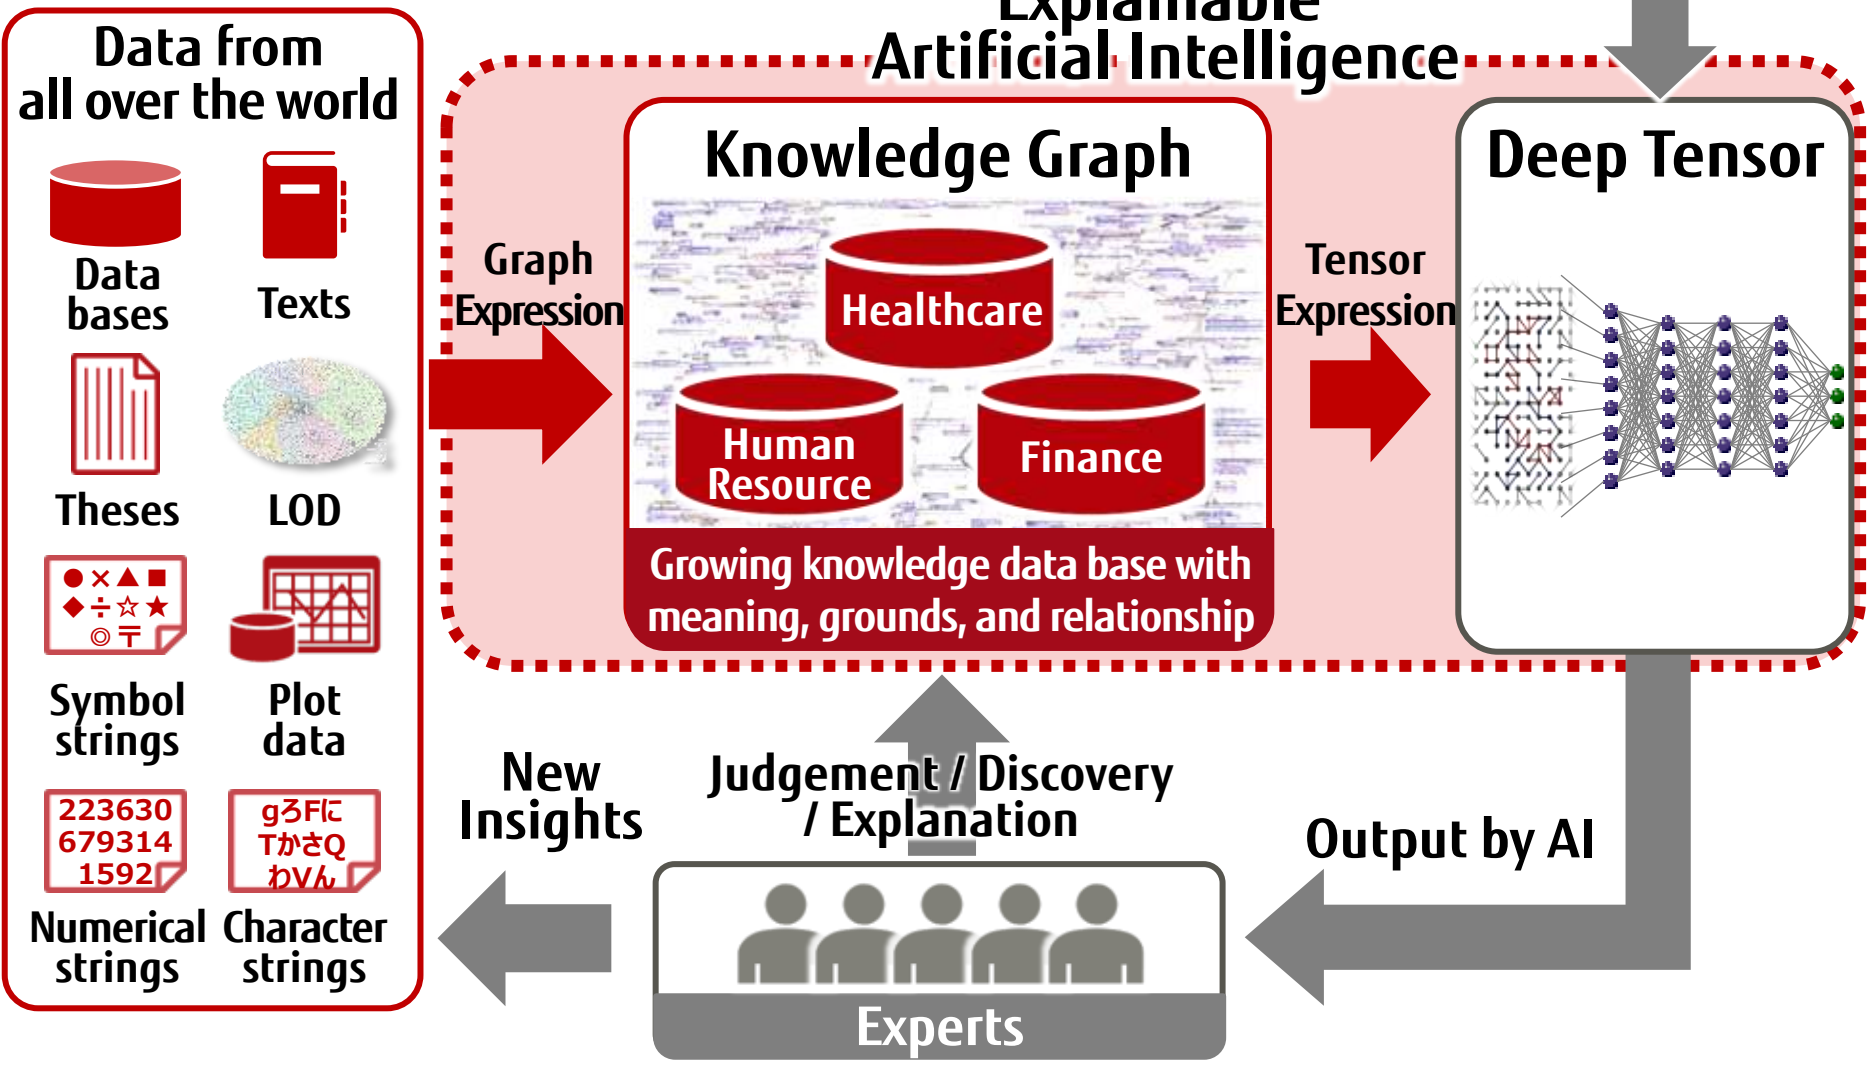 Data from
all over the world
Data
bases
Texts
Theses
LOD
Symbol
strings
Plot
data
223630
679314
1592
Numerical
strings
gろFに
TかさQ
わVん
Character
strings
Explainable
Artificial Intelligence
Graph
Expression
Knowledge Graph
Healthcare
Human
Resource
Finance
Growing knowledge data base with
meaning, grounds, and relationship
Tensor
Expression
Deep Tensor
New
Insights
Judgement / Discovery
/ Explanation
Output by AI
Experts